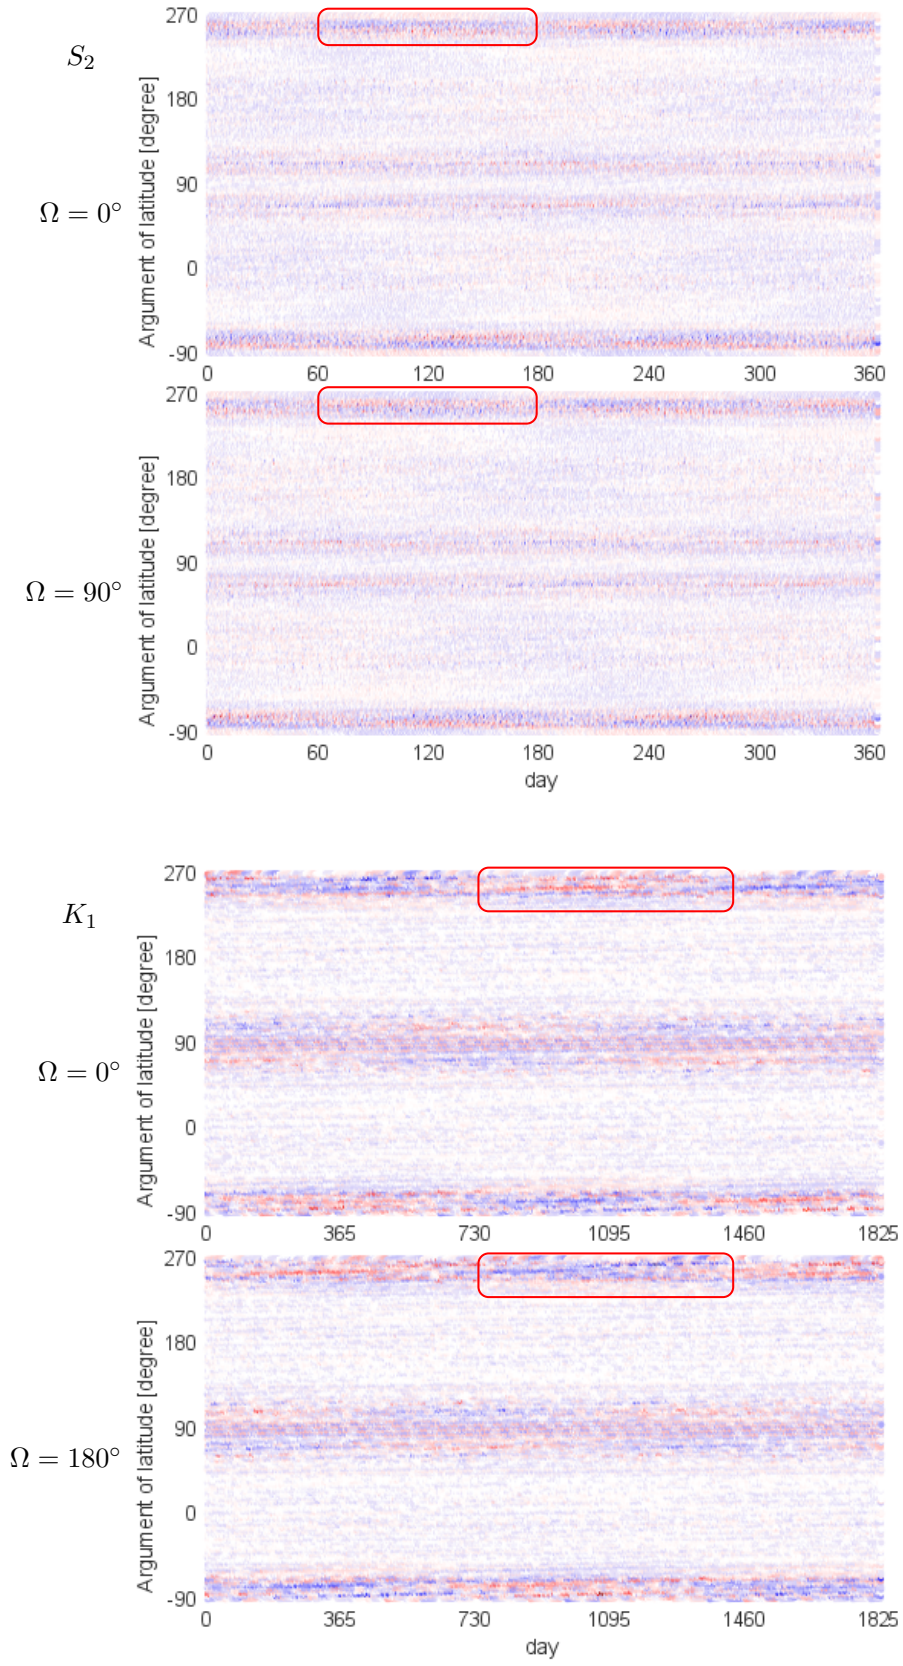 270
S₂
180
Argument of latitude [degree]
Ω = 0°
90
0
-90
0 60 120 180 240 300 360
270
180
Argument of latitude [degree]
90
Ω = 90°
0
-90
0 60 120 180 240 300 360
day
270
K₁
180
Argument of latitude [degree]
90
Ω = 0°
0
-90
0 365 730 1095 1460 1825
270
180
Argument of latitude [degree]
90
Ω = 180°
0
-90
0 365 730 1095 1460 1825
day